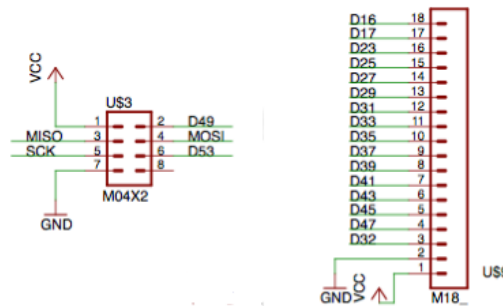 VCC
U$3
1 2 D49
MISO 3 4 MOSI
SCK 5 6 D53
7 8
GND
M04X2
D16 18
D17 17
D23 16
D25 15
D27 14
D29 13
D31 12
D33 11
D35 10
D37 9
D39 8
D41 7
D43 6
D45 5
D47 4
D32 3
2
1
GND
VCC
M18_